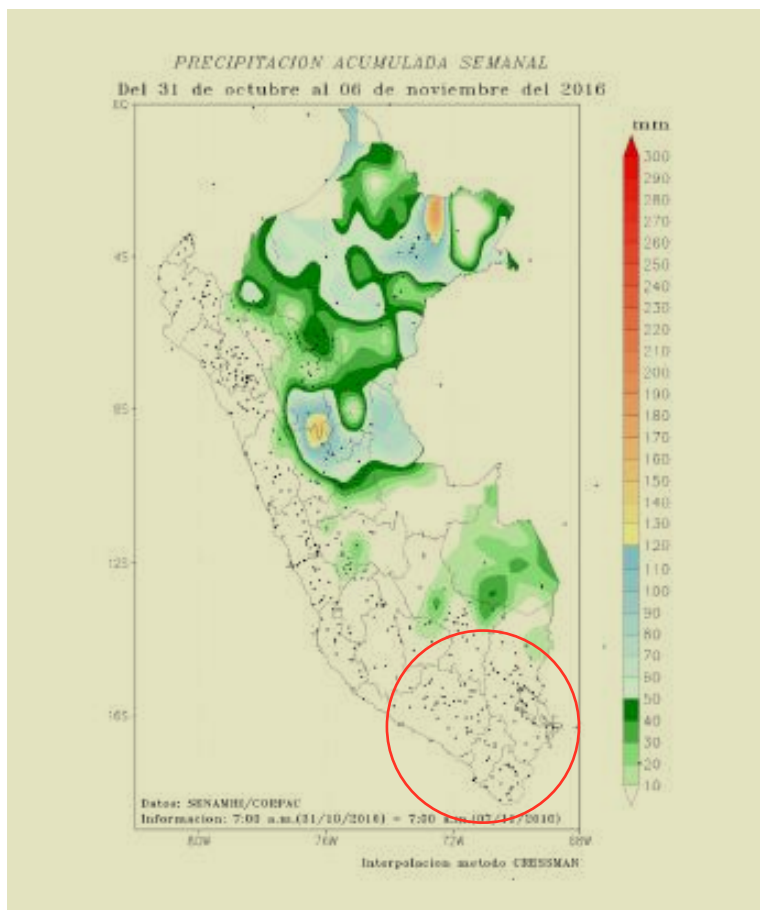 PRECIPITACION ACUMULADA SEMANAL
Del 31 de octubre al 06 de noviembre del 2016
EQ
mm
300
290
280
270
260
4S
250
240
230
220
210
200
190
180
8S
170
160
150
140
130
120
12S
110
100
90
80
70
60
50
16S
40
30
20
10
Datos: SENAMHI/CORPAC
Informacion: 7:00 a.m.(31/10/2016) - 7:00 a.m.(07/11/2016)
80W
76W
72W
68W
Interpolacion metodo CRESSMAN